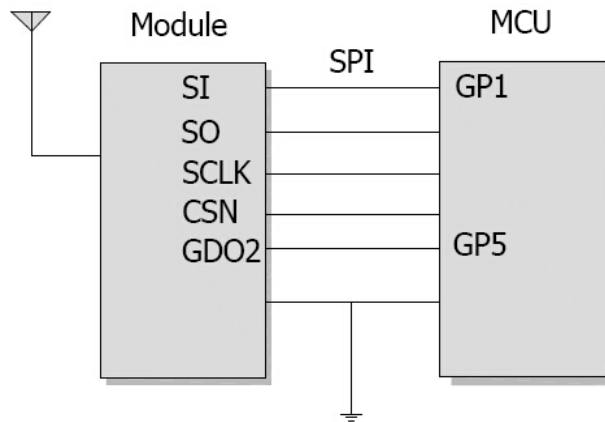 Module
MCU
SPI
SI
GP1
SO
SCLK
CSN
GDO2
GP5